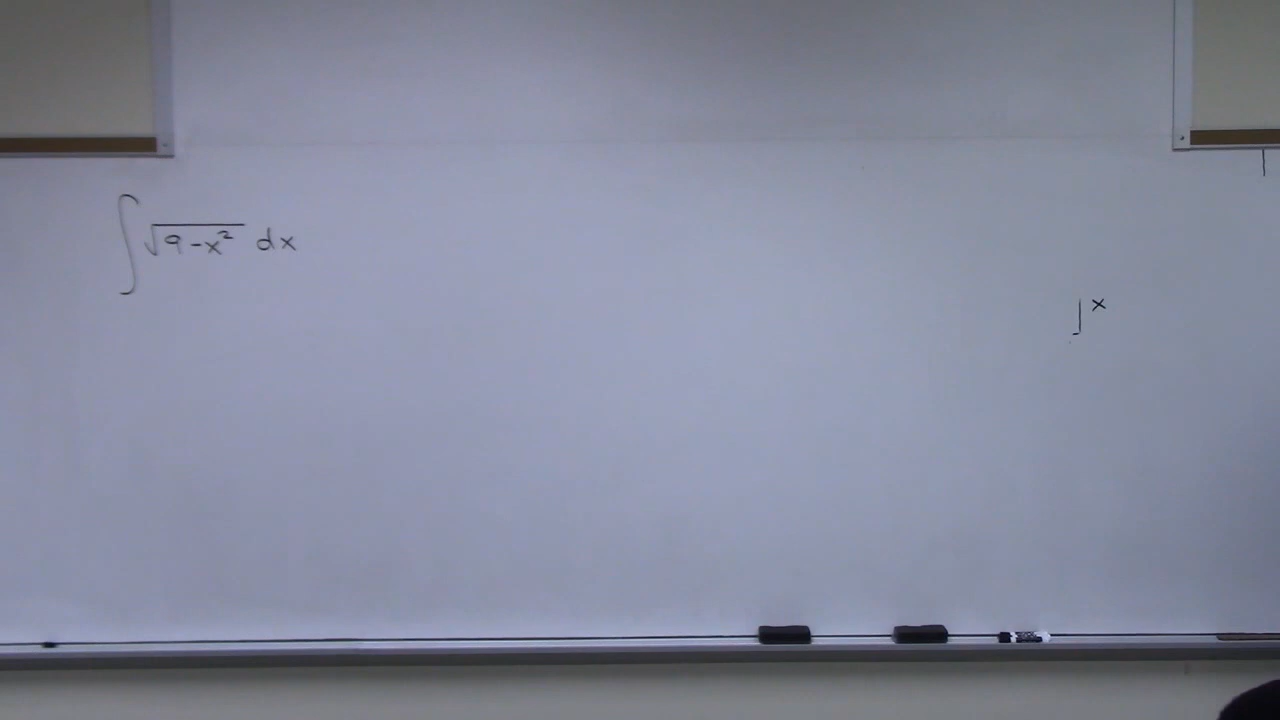 ∫√(9-x²) dx
x